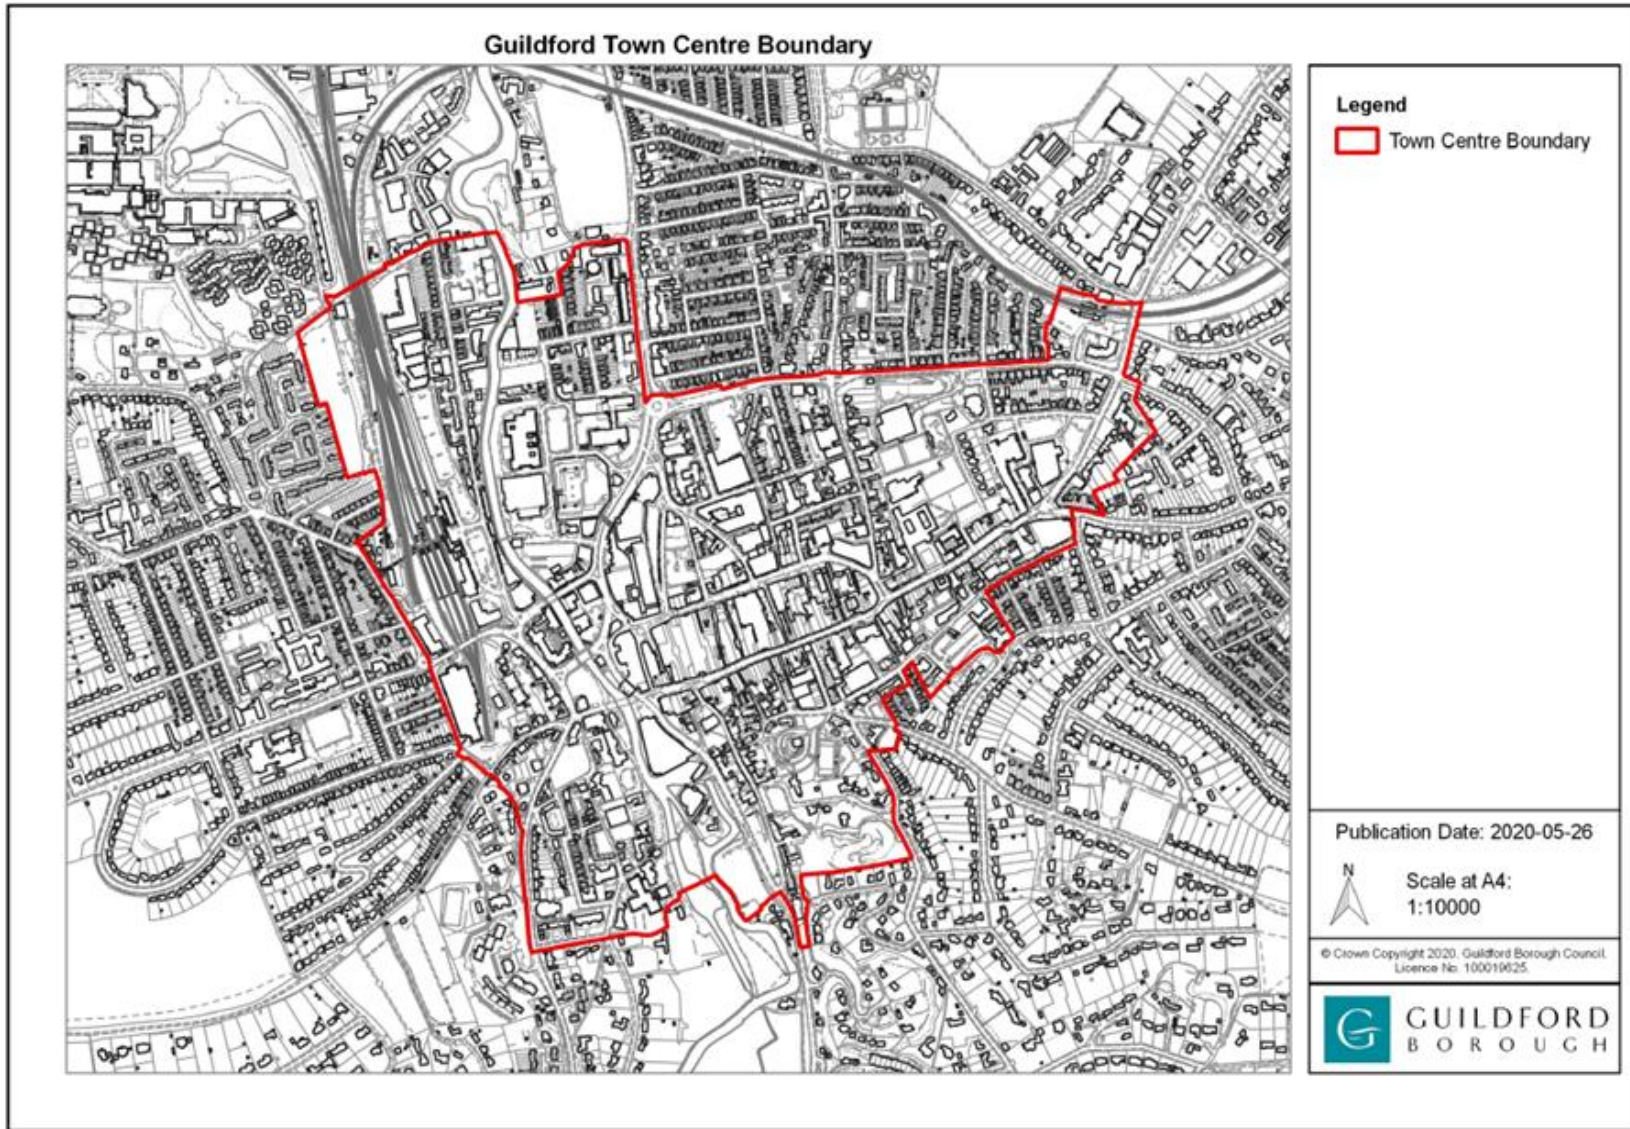 Guildford Town Centre Boundary
Legend
Town Centre Boundary
Publication Date: 2020-05-26
N
Scale at A4:
1:10000
© Crown Copyright 2020. Guildford Borough Council.
Licence No. 100019625.
G
GUILDFORD
BOROUGH